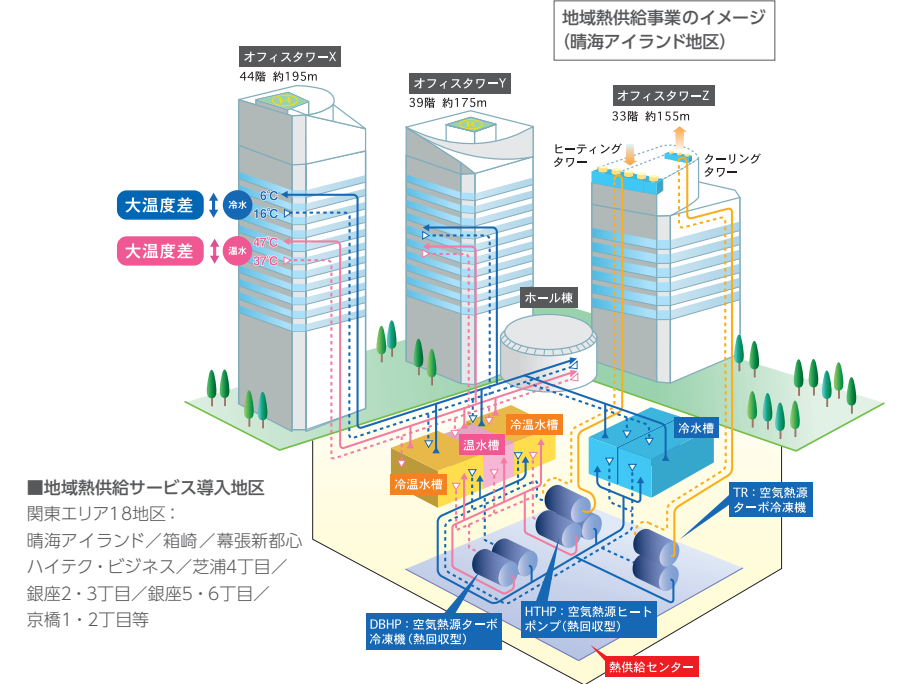 地域熱供給事業のイメージ
（晴海アイランド地区）
オフィスタワーX
44階 約195m
オフィスタワーY
39階 約175m
オフィスタワーZ
33階 約155m
ヒーティング
タワー
クーリング
タワー
大温度差
冷水
6℃
16℃
大温度差
温水
47℃
37℃
ホール棟
冷温水槽
温水槽
冷温水槽
冷水槽
■地域熱供給サービス導入地区
関東エリア18地区：
晴海アイランド／箱崎／幕張新都心
ハイテク・ビジネス／芝浦4丁目／
銀座2・3丁目／銀座5・6丁目／
京橋1・2丁目等
TR：空気熱源
ターボ冷凍機
HTHP：空気熱源ヒート
ポンプ（熱回収型）
DBHP：空気熱源ターボ
冷凍機（熱回収型）
熱供給センター